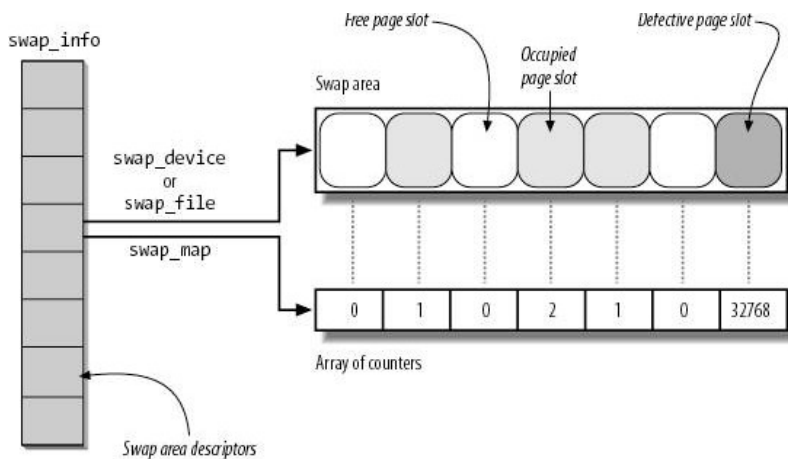 swap_info
Free page slot
Defective page slot
Occupied
page slot
Swap area
swap_device
or
swap_file
swap_map
0 1 0 2 1 0 32768
Array of counters
Swap area descriptors